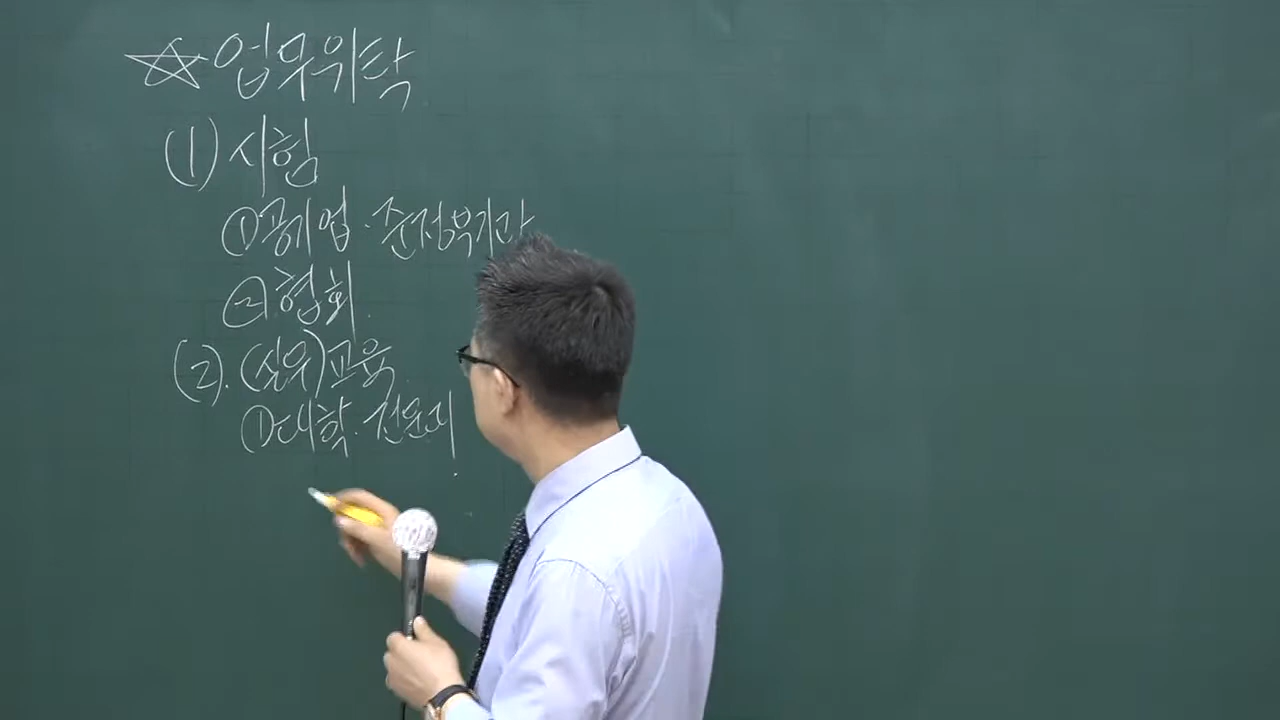 ☆ 업무위탁
(1) 시험
① 공기업·준정부기관
② 협회.
(2). (실무)교육.
① 대학·전문대